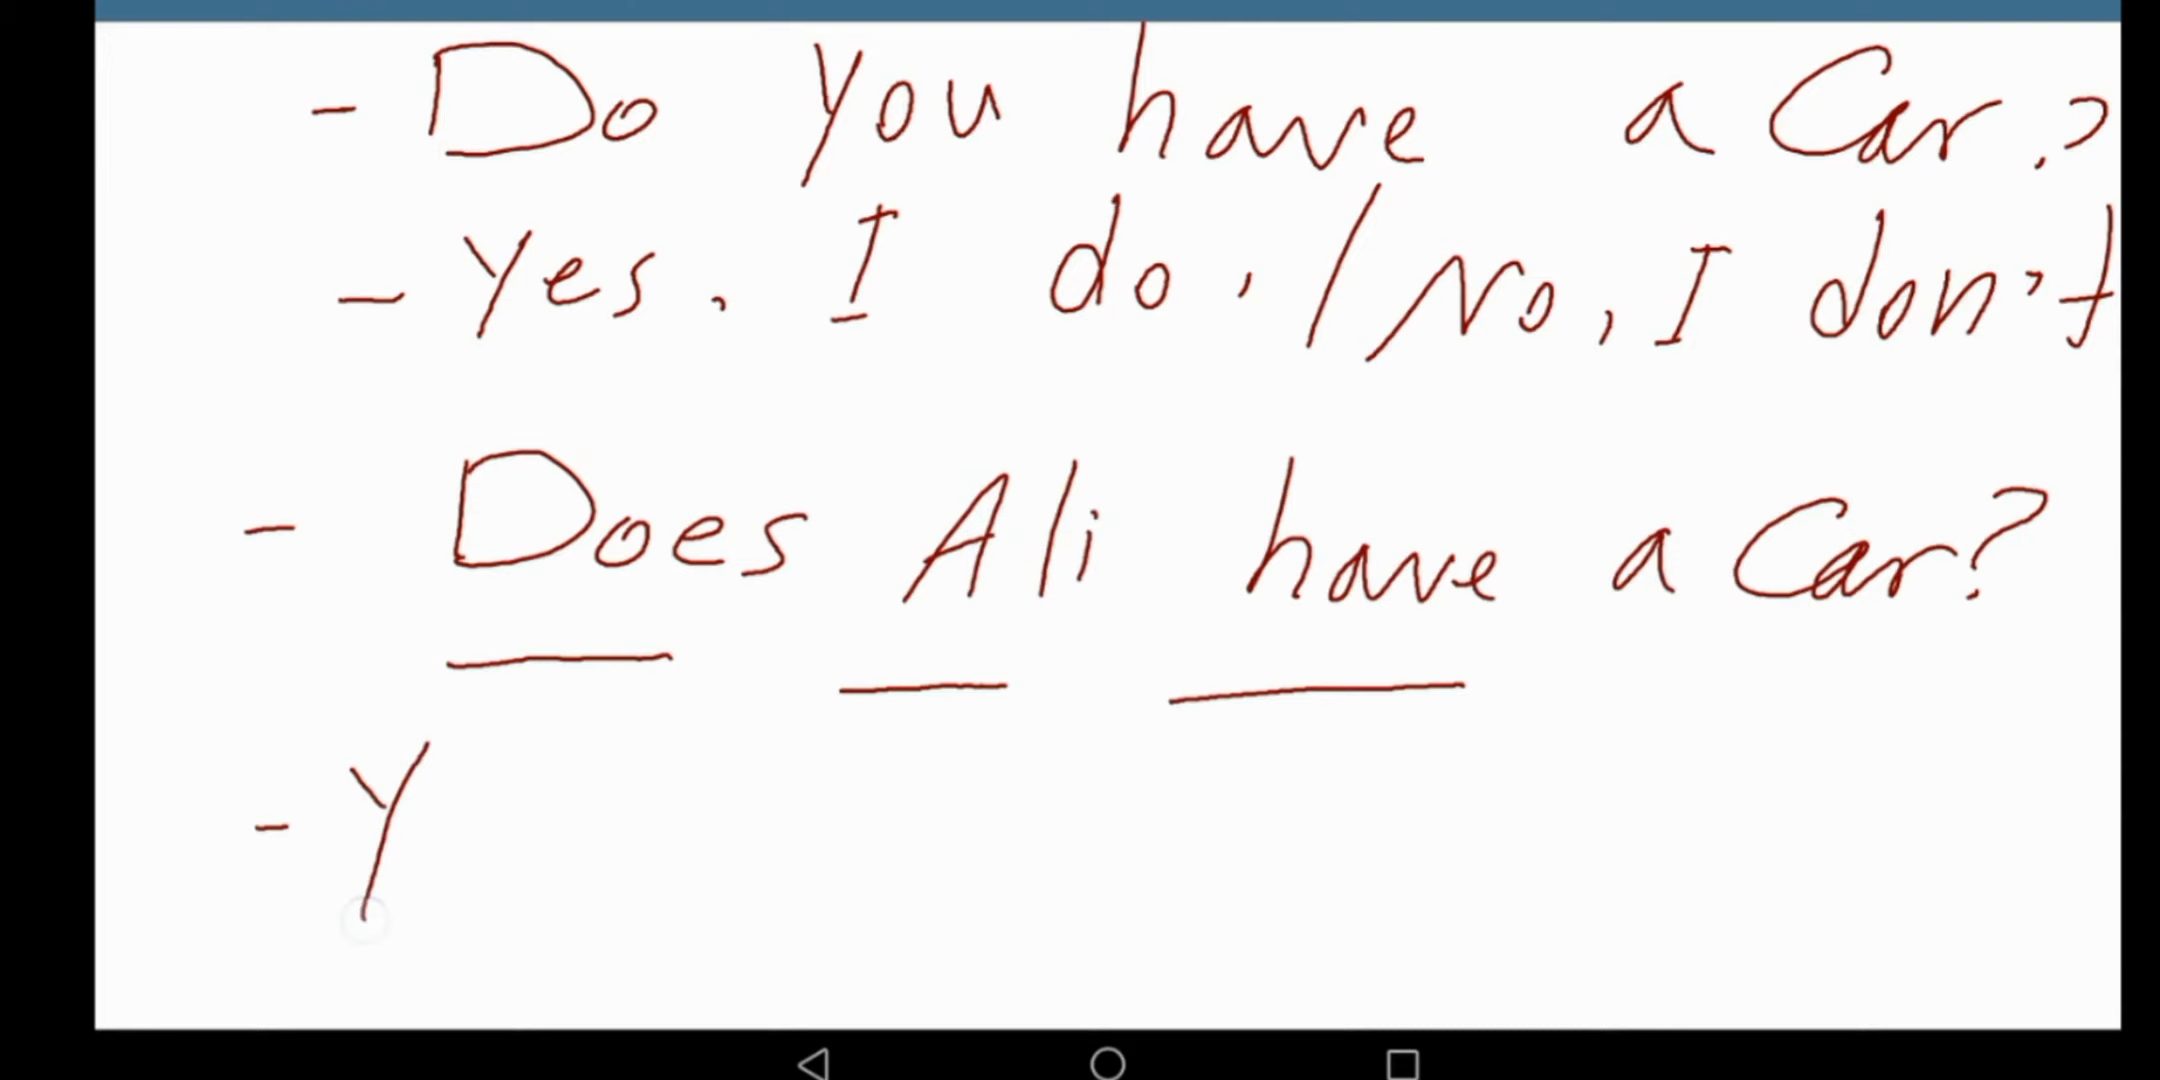 - Do you have a Car?
- Yes, I do. / No, I don't
- Does Ali have a Car?
- Y